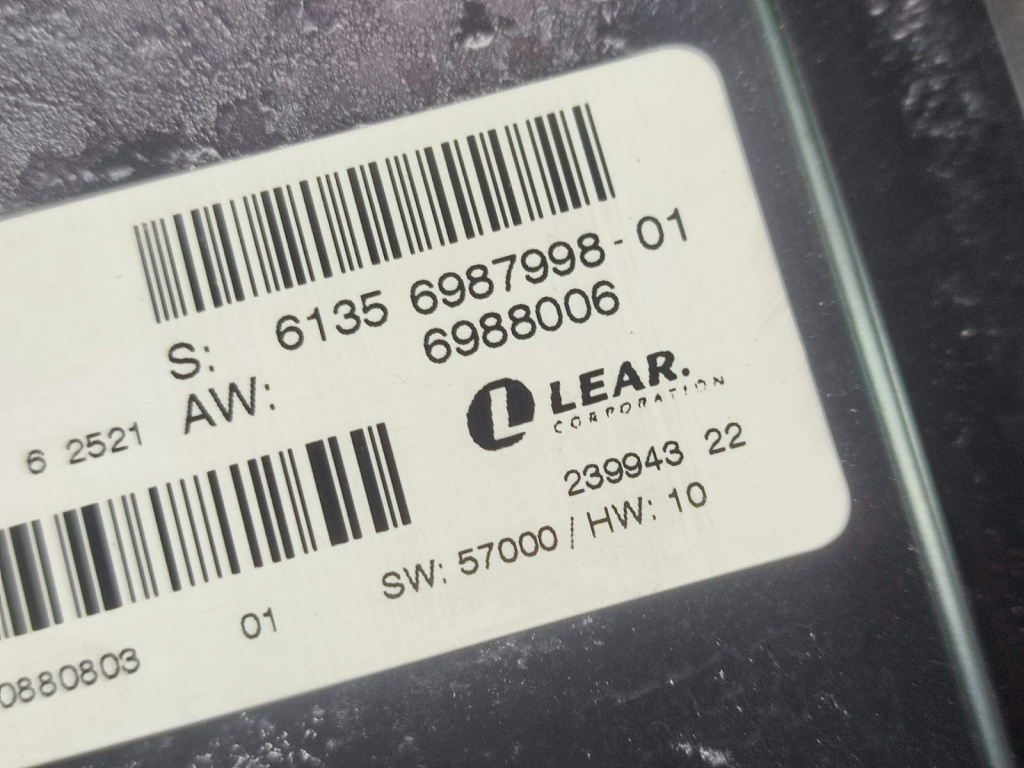 S: 6135 6987998-01
AW: 6988006
6 2521
LEAR.
CORPORATION
239943 22
SW: 57000 / HW: 10
01
0880803